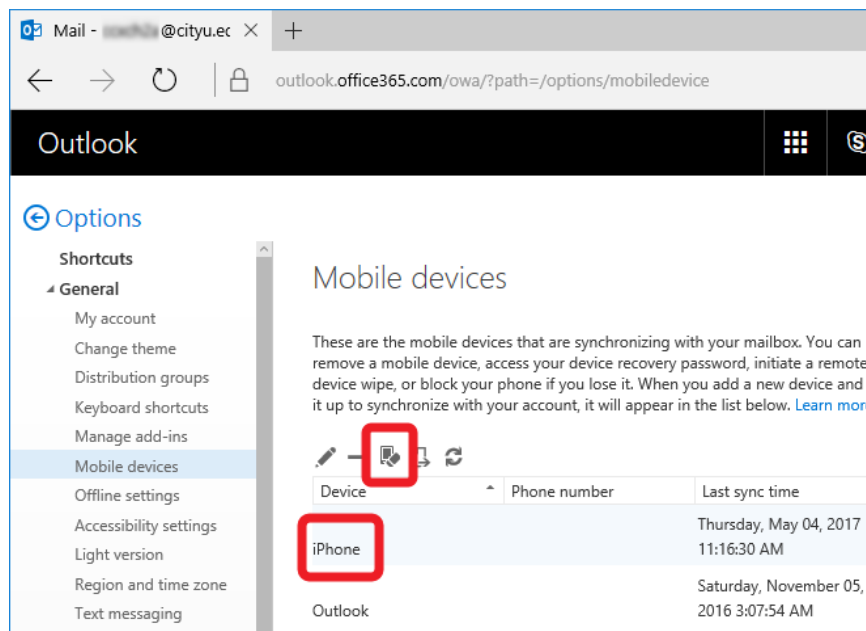 Mail - @cityu.ec
outlook.office365.com/owa/?path=/options/mobiledevice
Outlook
Options
Shortcuts
General
My account
Change theme
Distribution groups
Keyboard shortcuts
Manage add-ins
Mobile devices
Offline settings
Accessibility settings
Light version
Region and time zone
Text messaging
Mobile devices
These are the mobile devices that are synchronizing with your mailbox. You can
remove a mobile device, access your device recovery password, initiate a remote
device wipe, or block your phone if you lose it. When you add a new device and
it up to synchronize with your account, it will appear in the list below. Learn mor
Device Phone number Last sync time
iPhone Thursday, May 04, 2017
11:16:30 AM
Outlook Saturday, November 05,
2016 3:07:54 AM